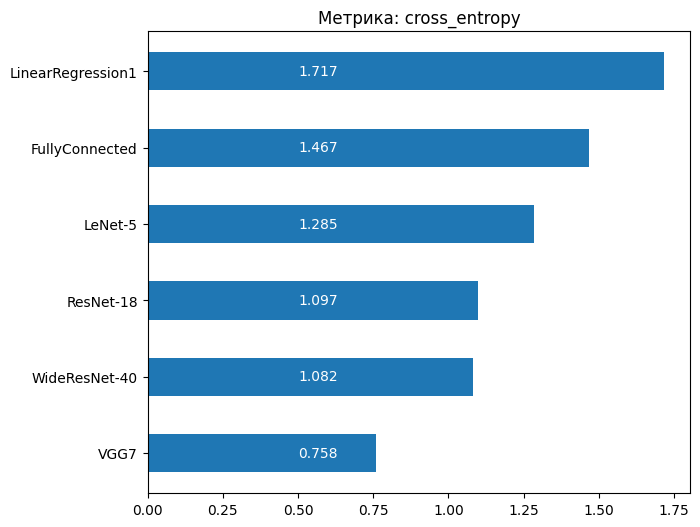 Метрика: cross_entropy
LinearRegression1
1.717
FullyConnected
1.467
LeNet-5
1.285
ResNet-18
1.097
WideResNet-40
1.082
VGG7
0.758
0.00 0.25 0.50 0.75 1.00 1.25 1.50 1.75